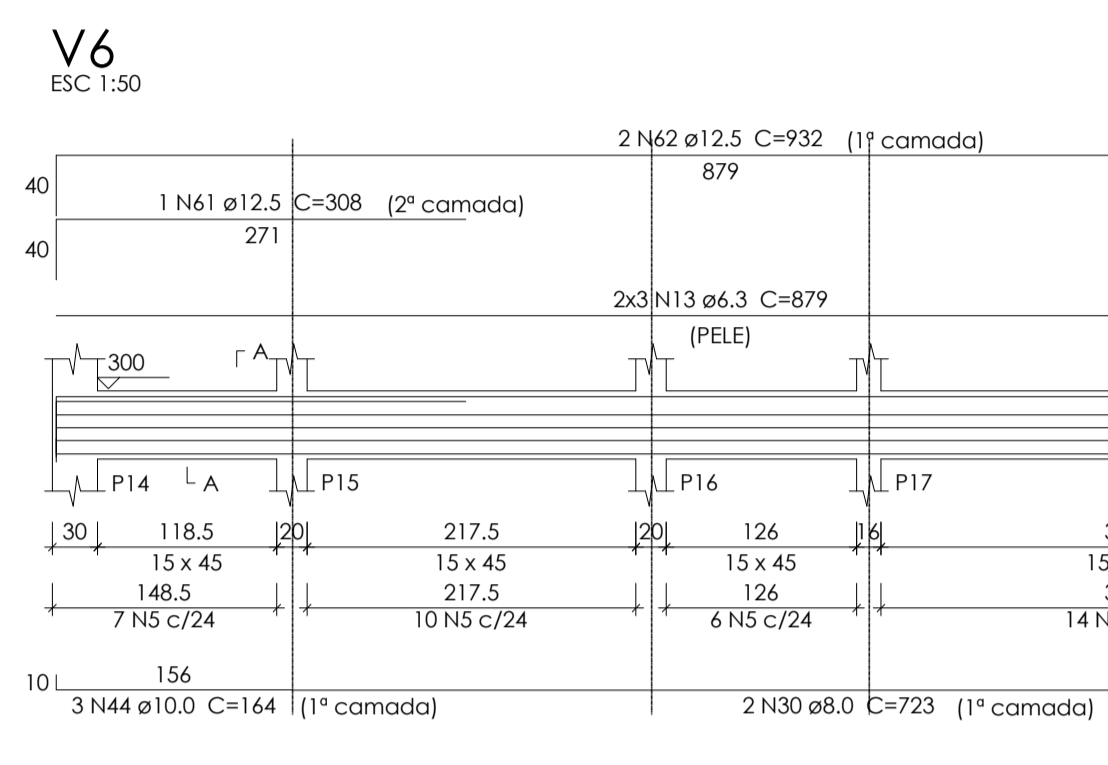 V6
ESC 1:50
2 N62 ø12.5 C=932 (1ª camada)
879
40
1 N61 ø12.5 C=308 (2ª camada)
271
40
2x3 N13 ø6.3 C=879
(PELE)
300
A
P14 A P15 P16 P17
30 118.5 20 217.5 20 126 16
15 x 45 15 x 45 15 x 45 15
148.5 217.5 126
7 N5 c/24 10 N5 c/24 6 N5 c/24 14 N
10 156
3 N44 ø10.0 C=164 (1ª camada) 2 N30 ø8.0 C=723 (1ª camada)